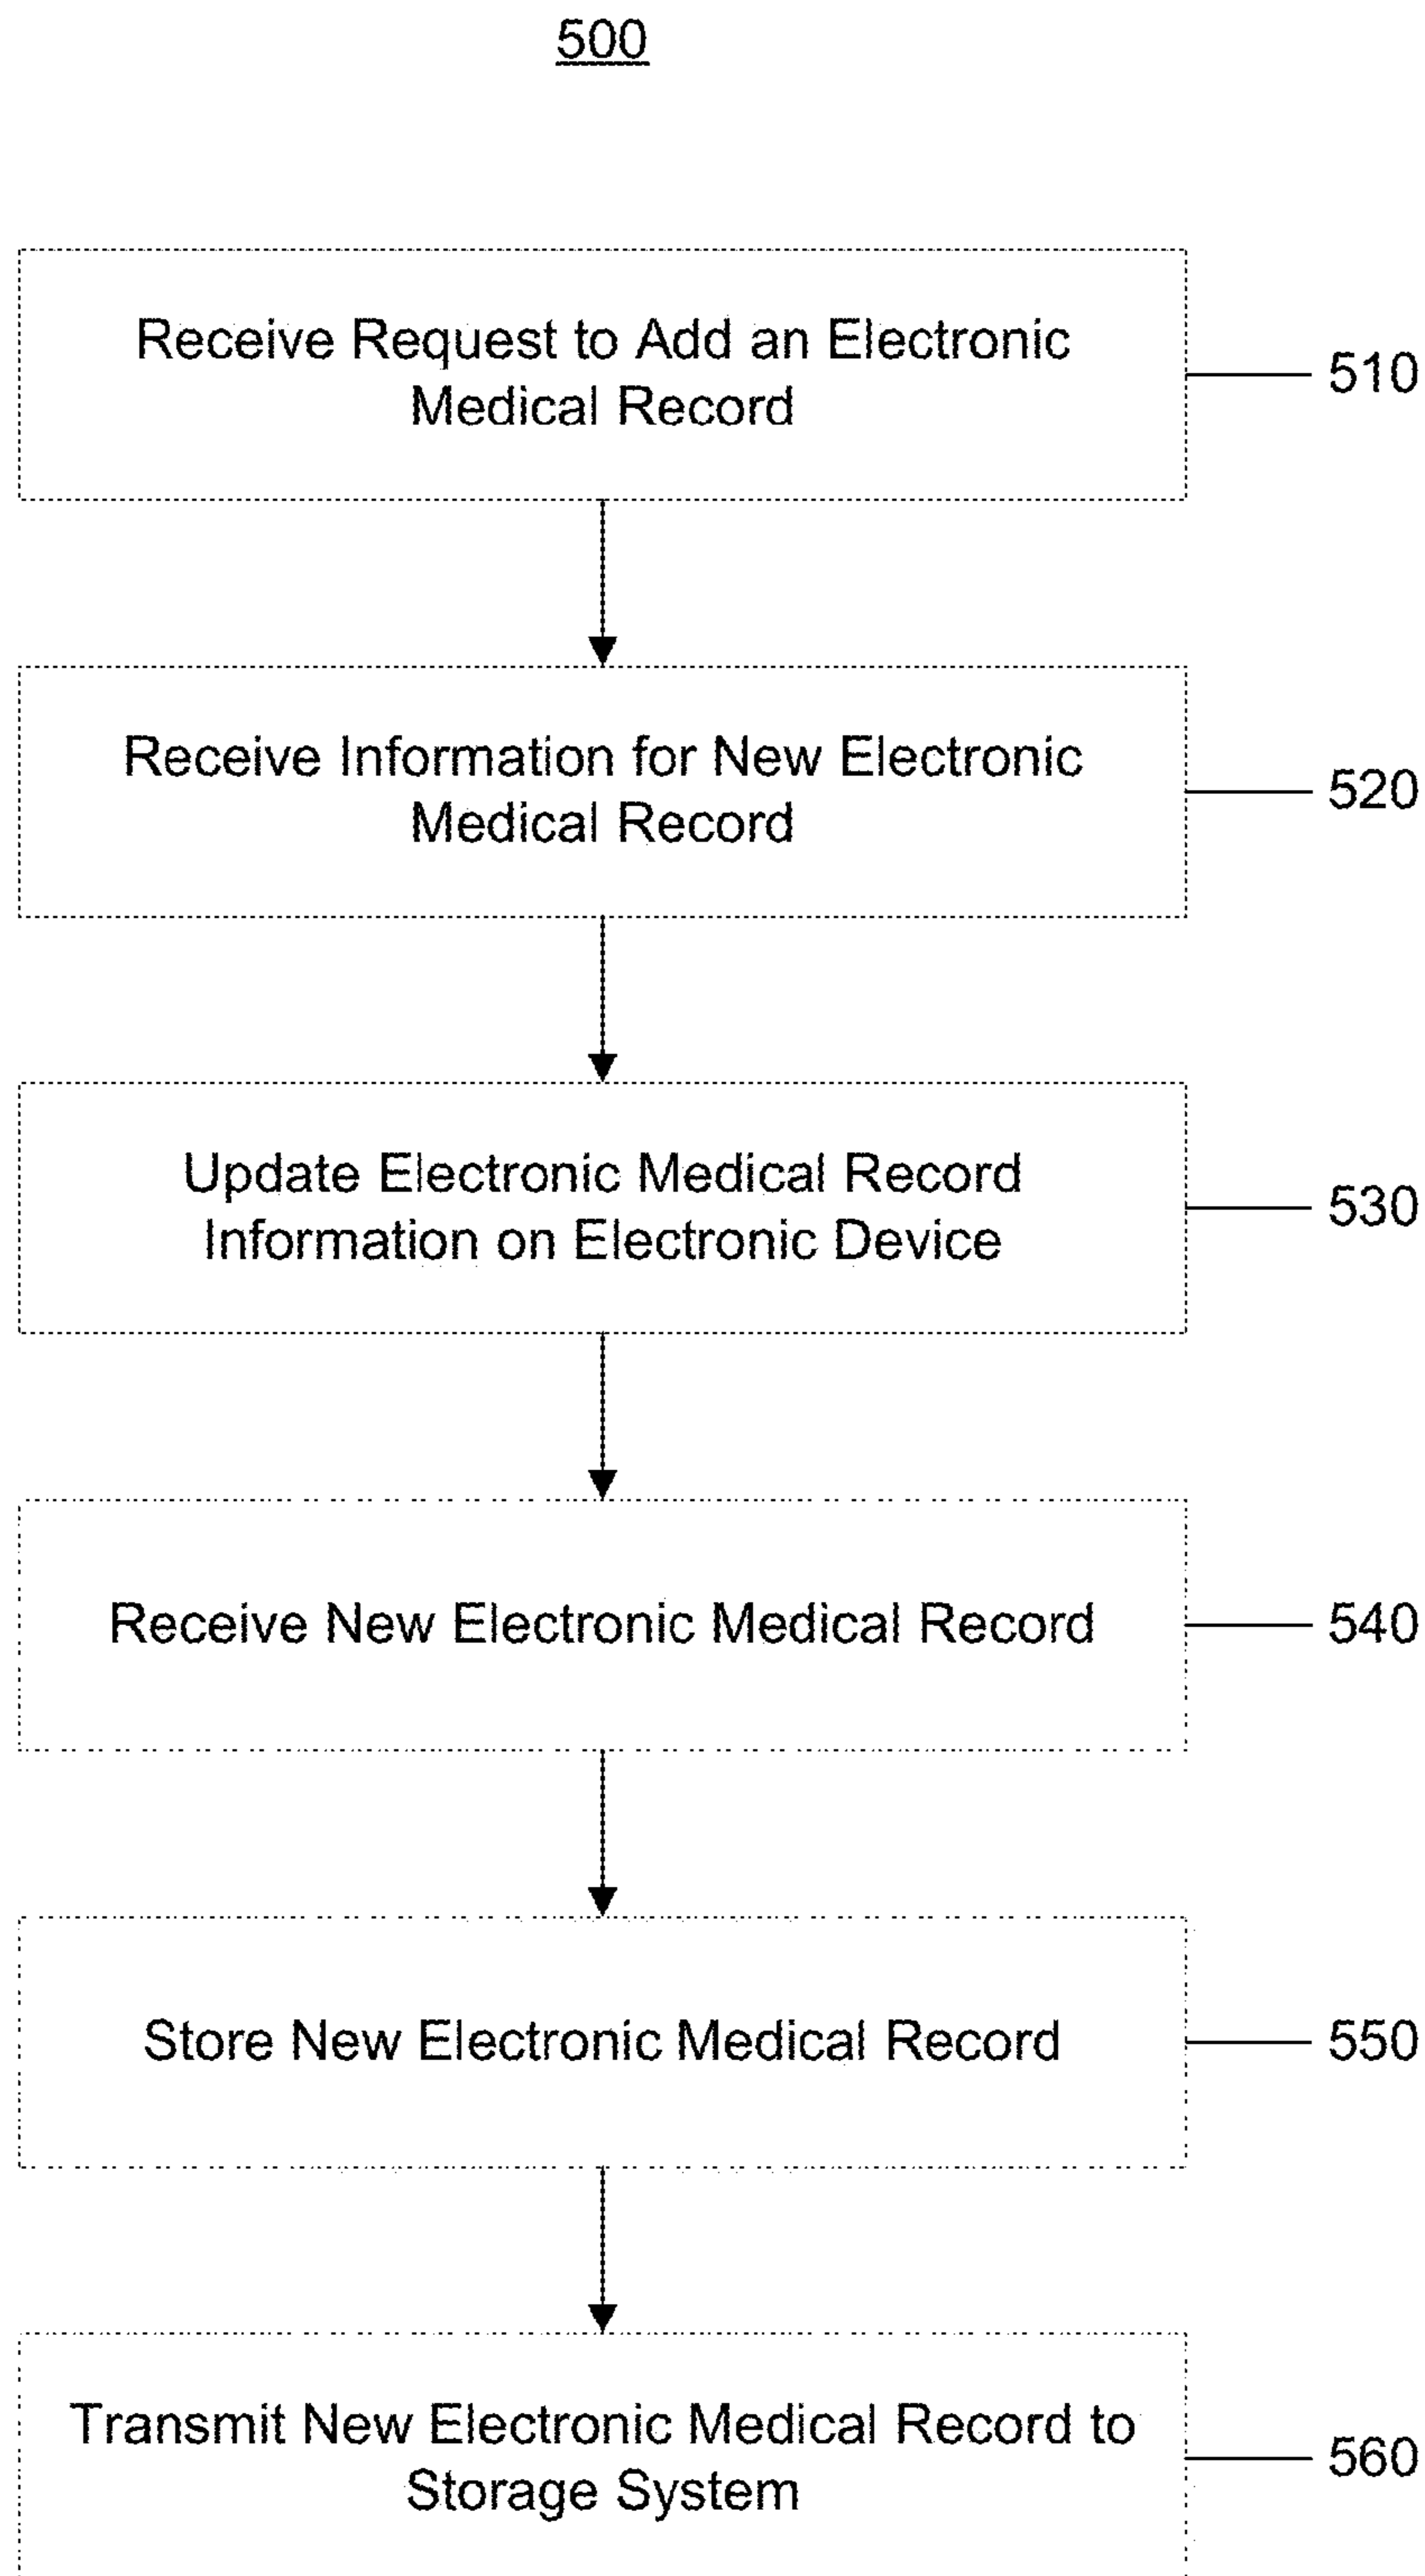 500
Receive Request to Add an Electronic
Medical Record
510
Receive Information for New Electronic
Medical Record
520
Update Electronic Medical Record
Information on Electronic Device
530
Receive New Electronic Medical Record
540
Store New Electronic Medical Record
550
Transmit New Electronic Medical Record to
Storage System
560